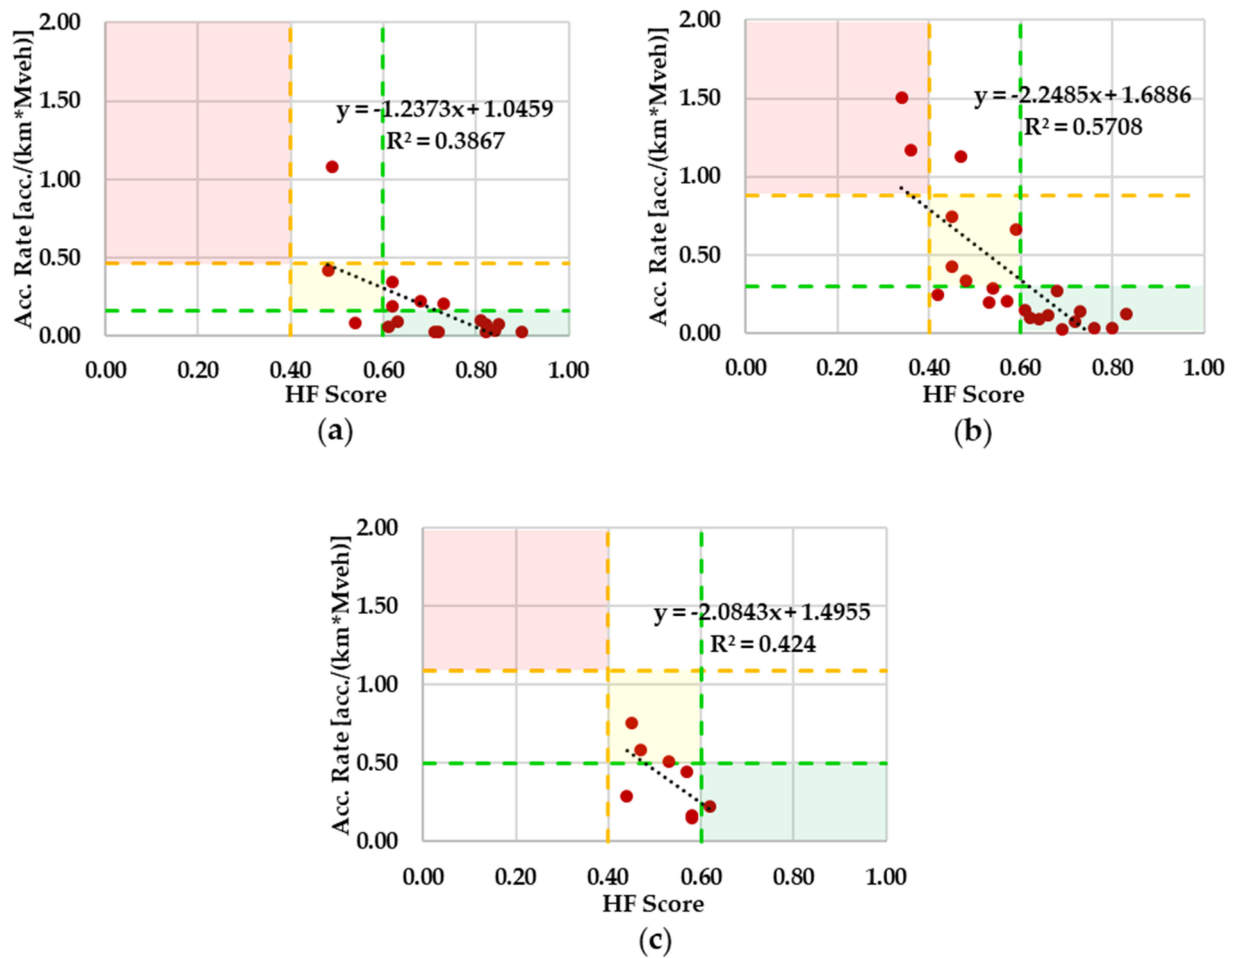 2.00
1.50
1.00
0.50
0.00
Acc. Rate [acc./(km*Mveh)]
y = -1.2373x + 1.0459
R² = 0.3867
0.00 0.20 0.40 0.60 0.80 1.00
HF Score
(a)
2.00
1.50
1.00
0.50
0.00
Acc. Rate [acc./(km*Mveh)]
y = -2.2485x + 1.6886
R² = 0.5708
0.00 0.20 0.40 0.60 0.80 1.00
HF Score
(b)
2.00
1.50
1.00
0.50
0.00
Acc. Rate [acc./(km*Mveh)]
y = -2.0843x + 1.4955
R² = 0.424
0.00 0.20 0.40 0.60 0.80 1.00
HF Score
(c)